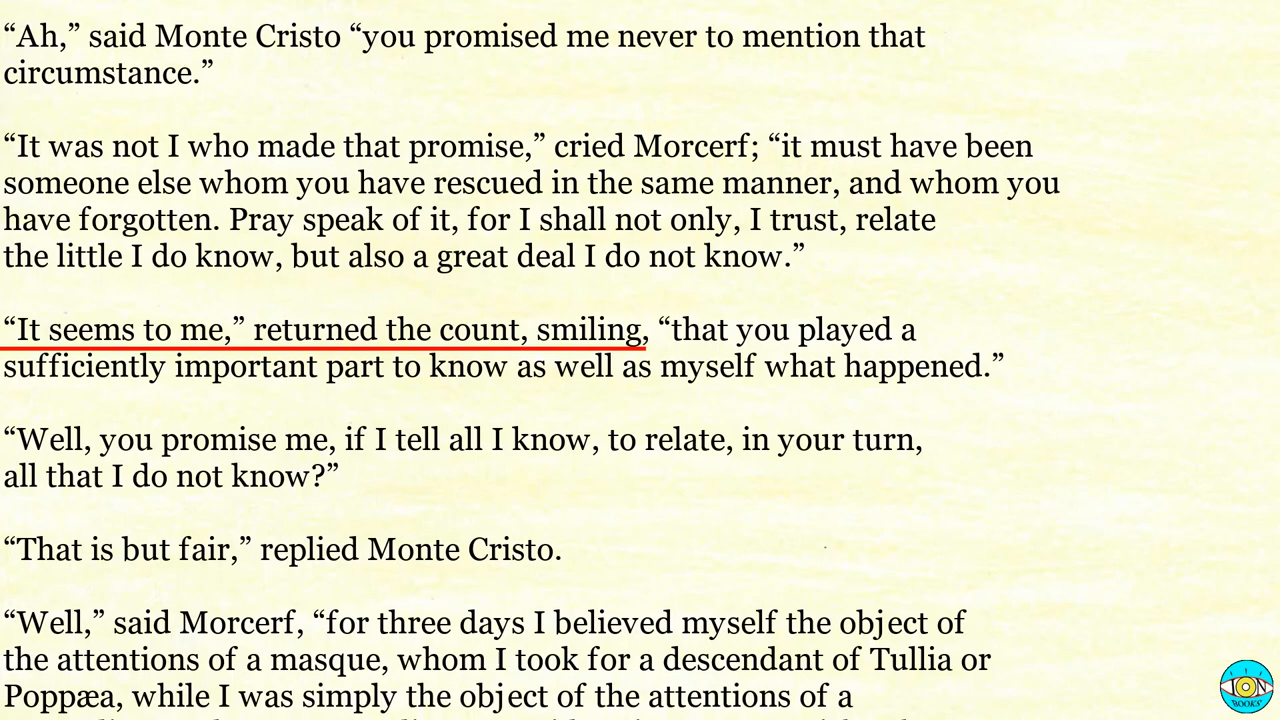 “Ah,” said Monte Cristo “you promised me never to mention that
circumstance.”
“It was not I who made that promise,” cried Morcerf; “it must have been
someone else whom you have rescued in the same manner, and whom you
have forgotten. Pray speak of it, for I shall not only, I trust, relate
the little I do know, but also a great deal I do not know.”
“It seems to me,” returned the count, smiling, “that you played a
sufficiently important part to know as well as myself what happened.”
“Well, you promise me, if I tell all I know, to relate, in your turn,
all that I do not know?”
“That is but fair,” replied Monte Cristo.
“Well,” said Morcerf, “for three days I believed myself the object of
the attentions of a masque, whom I took for a descendant of Tullia or
Poppæa, while I was simply the object of the attentions of a
ION
BOOKS